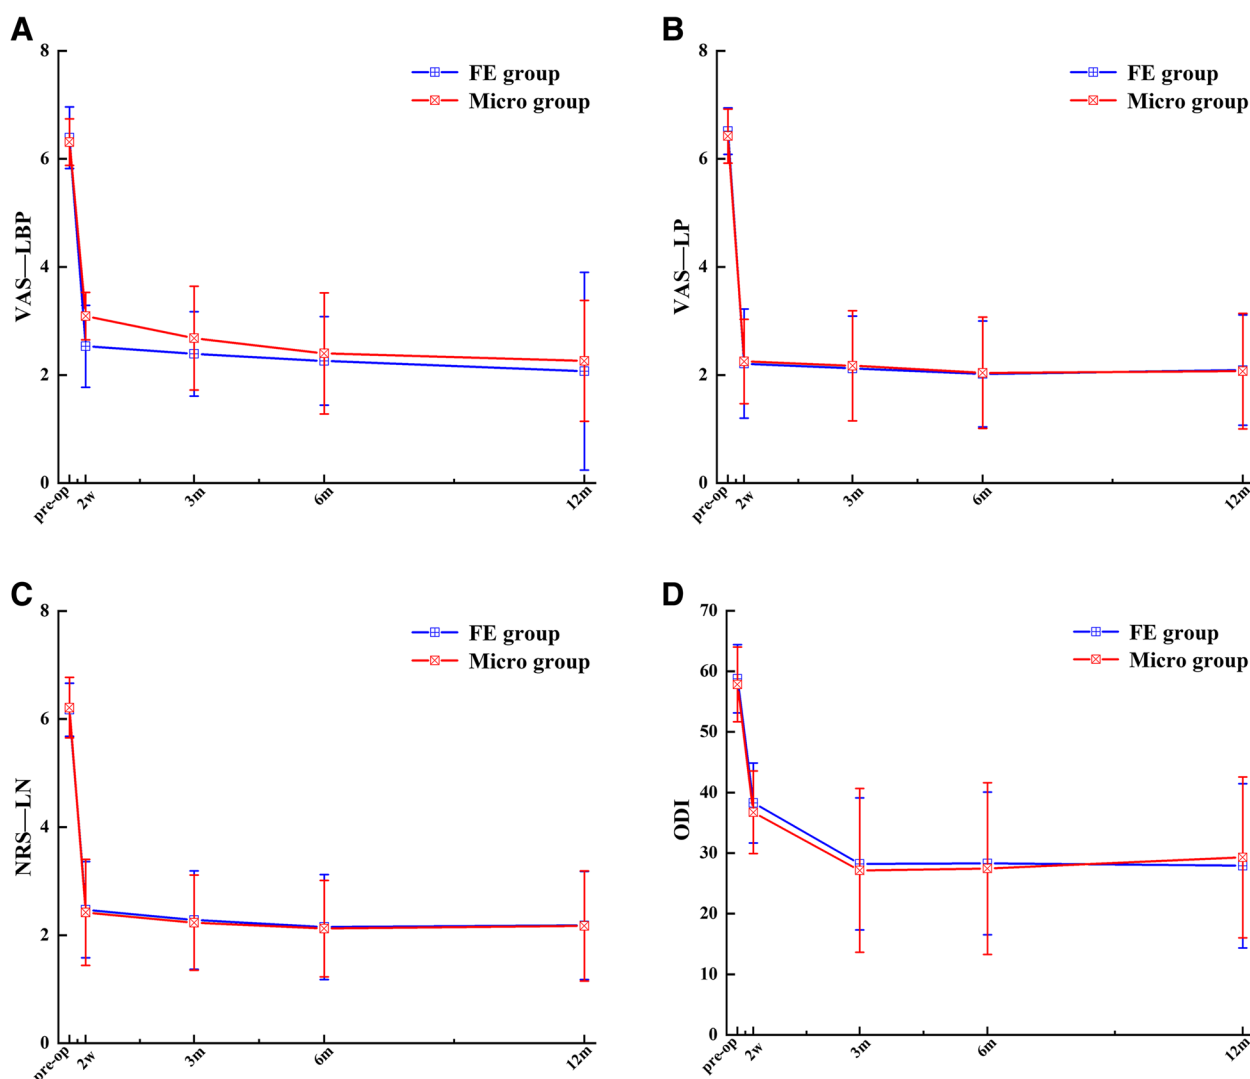 A
8
6
4
2
0
VAS—LBP
FE group
Micro group
pre-op
2w
3m
6m
12m
B
8
6
4
2
0
VAS—LP
FE group
Micro group
pre-op
2w
3m
6m
12m
C
8
6
4
2
0
NRS—LN
FE group
Micro group
pre-op
2w
3m
6m
12m
D
70
60
50
40
30
20
10
0
ODI
FE group
Micro group
pre-op
2w
3m
6m
12m